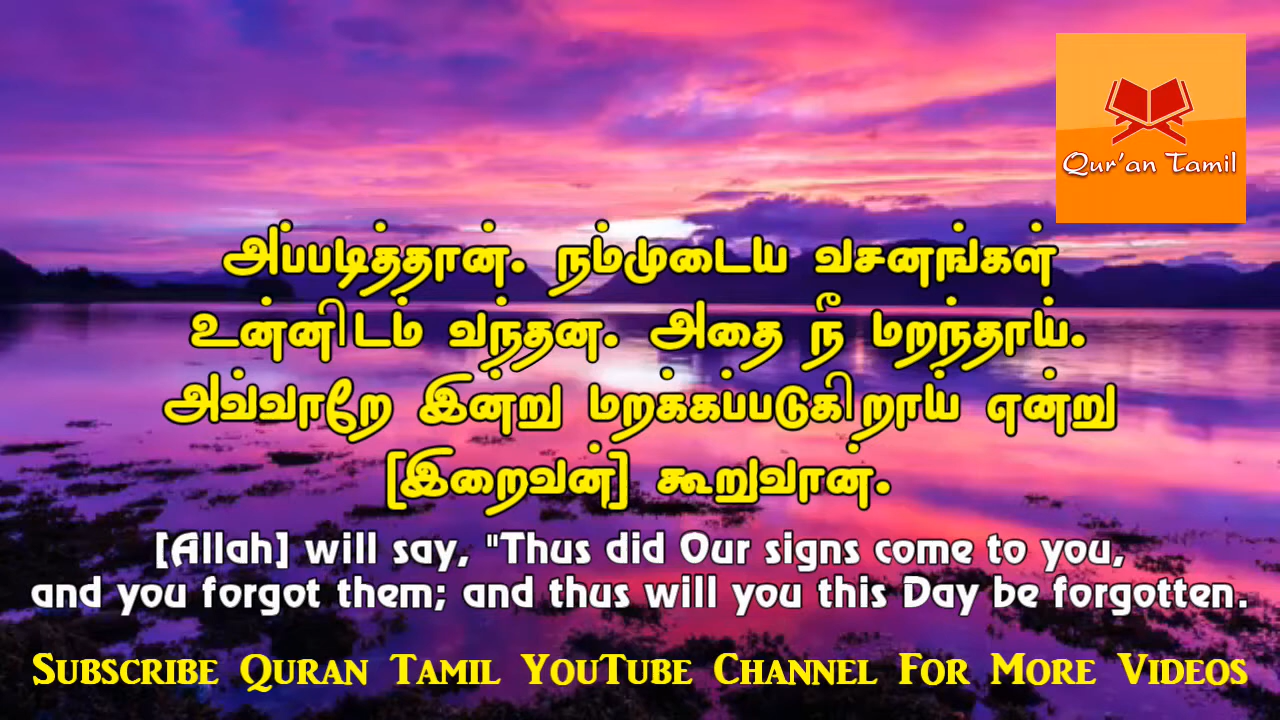 Qur'an Tamil
அப்படித்தான். நம்முடைய வசனங்கள்
உன்னிடம் வந்தன. அதை நீ மறந்தாய்.
அவ்வாறே இன்று மறக்கப்படுகிறாய் என்று
[இறைவன்] கூறுவான்.
[Allah] will say, "Thus did Our signs come to you,
and you forgot them; and thus will you this Day be forgotten.
Subscribe Quran Tamil YouTube Channel For More Videos